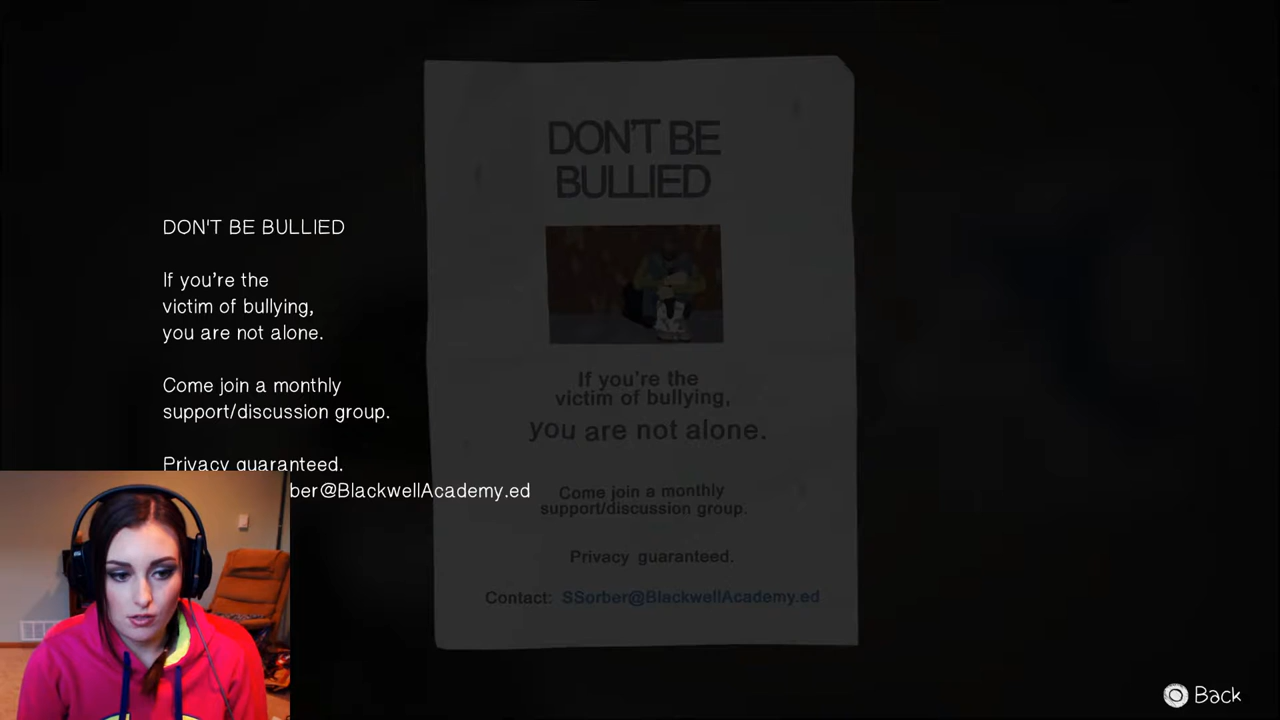 DON'T BE BULLIED
If you're the
victim of bullying,
you are not alone.
Come join a monthly
support/discussion group.
Privacy guaranteed.
ber@BlackwellAcademy.ed
DON'T BE
BULLIED
If you're the
victim of bullying,
you are not alone.
Come join a monthly
support/discussion group.
Privacy guaranteed.
Contact: SSorber@BlackwellAcademy.ed
Back